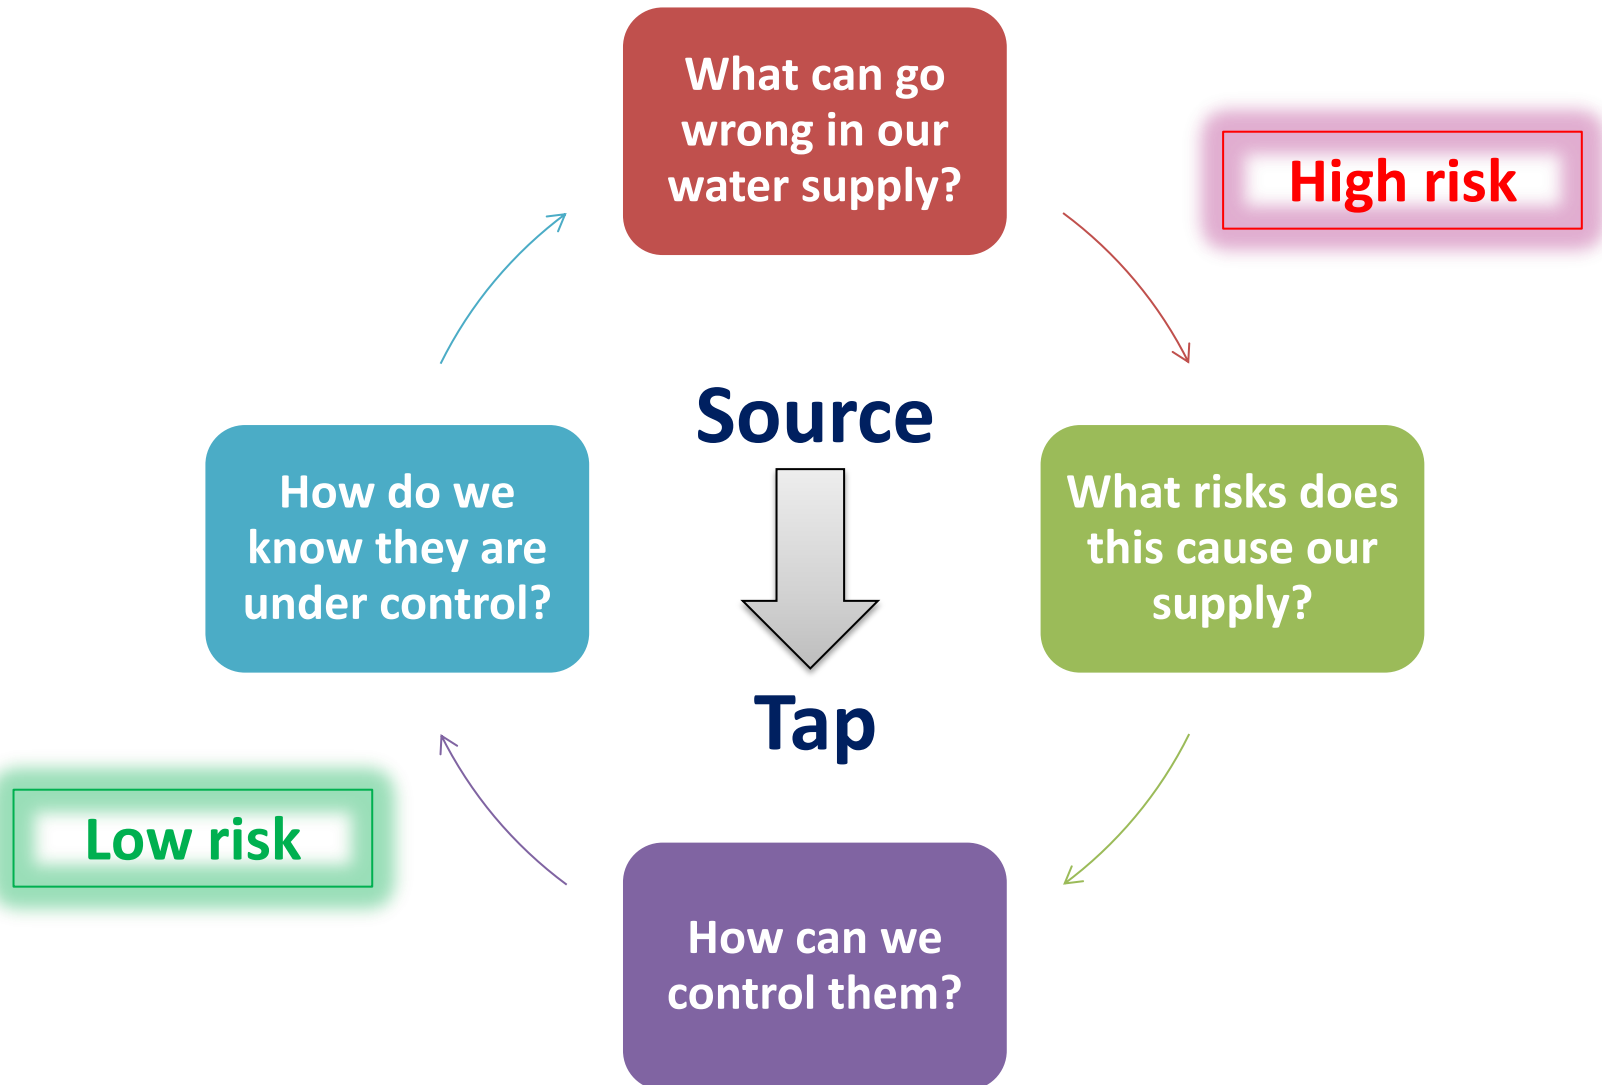 What can go
wrong in our
water supply?
High risk
Source
How do we
know they are
under control?
What risks does
this cause our
supply?
Tap
Low risk
How can we
control them?